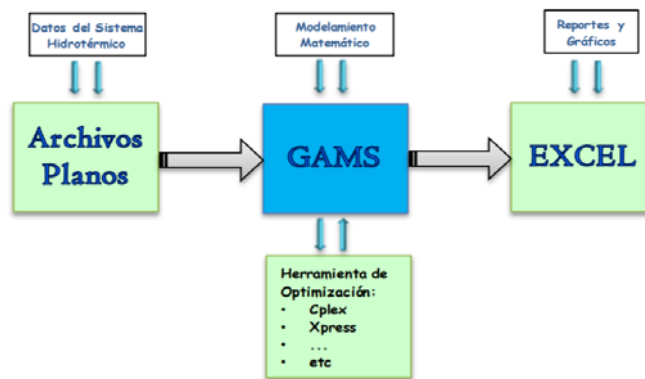 Datos del Sistema
Hidrotérmico
Modelamiento
Matemático
Reportes y
Gráficos
Archivos
Planos
GAMS
EXCEL
Herramienta de
Optimización:
• Cplex
• Xpress
• ...
• etc